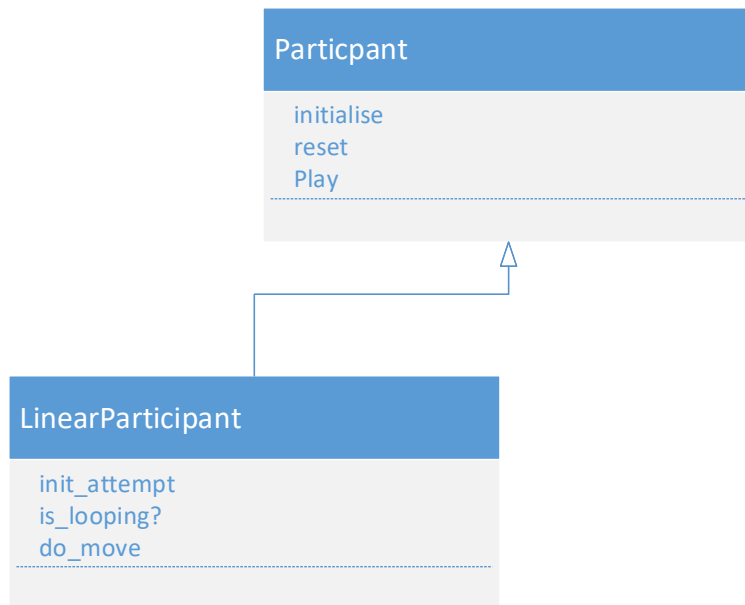 Particpant
initialise
reset
Play
LinearParticipant
init_attempt
is_looping?
do_move